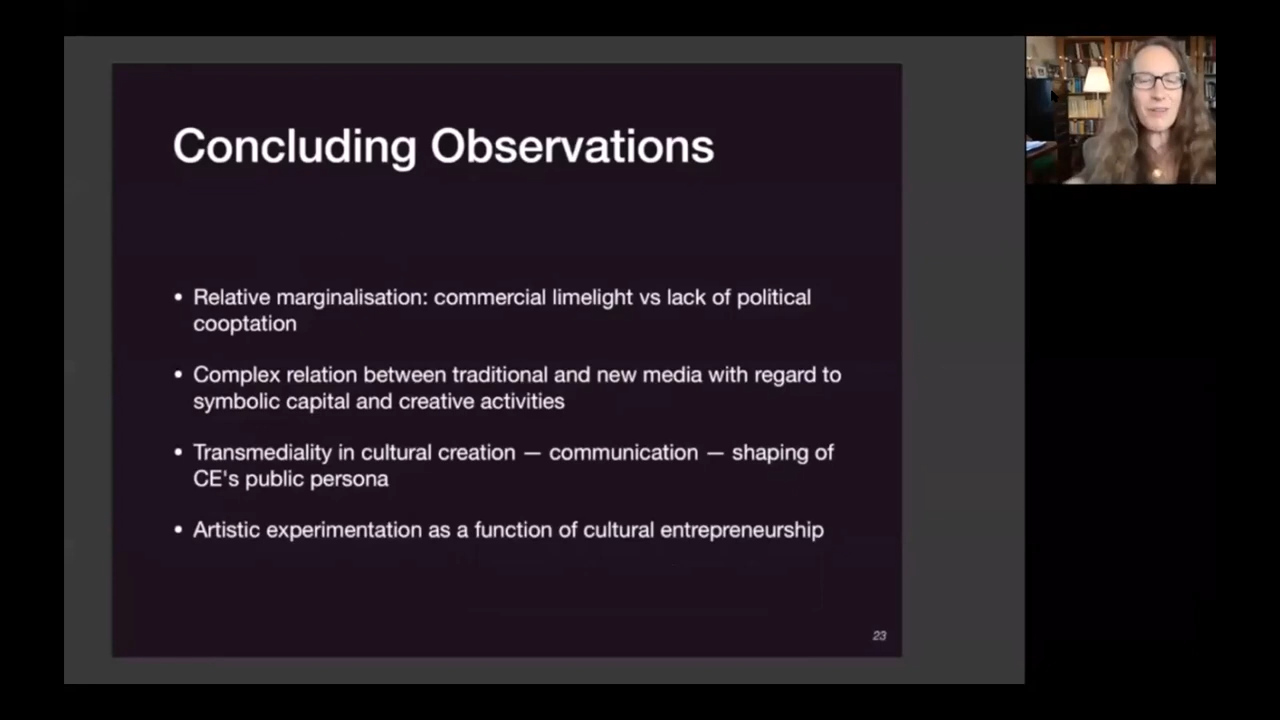 Concluding Observations
• Relative marginalisation: commercial limelight vs lack of political
cooptation
• Complex relation between traditional and new media with regard to
symbolic capital and creative activities
• Transmediality in cultural creation — communication — shaping of
CE's public persona
• Artistic experimentation as a function of cultural entrepreneurship
23